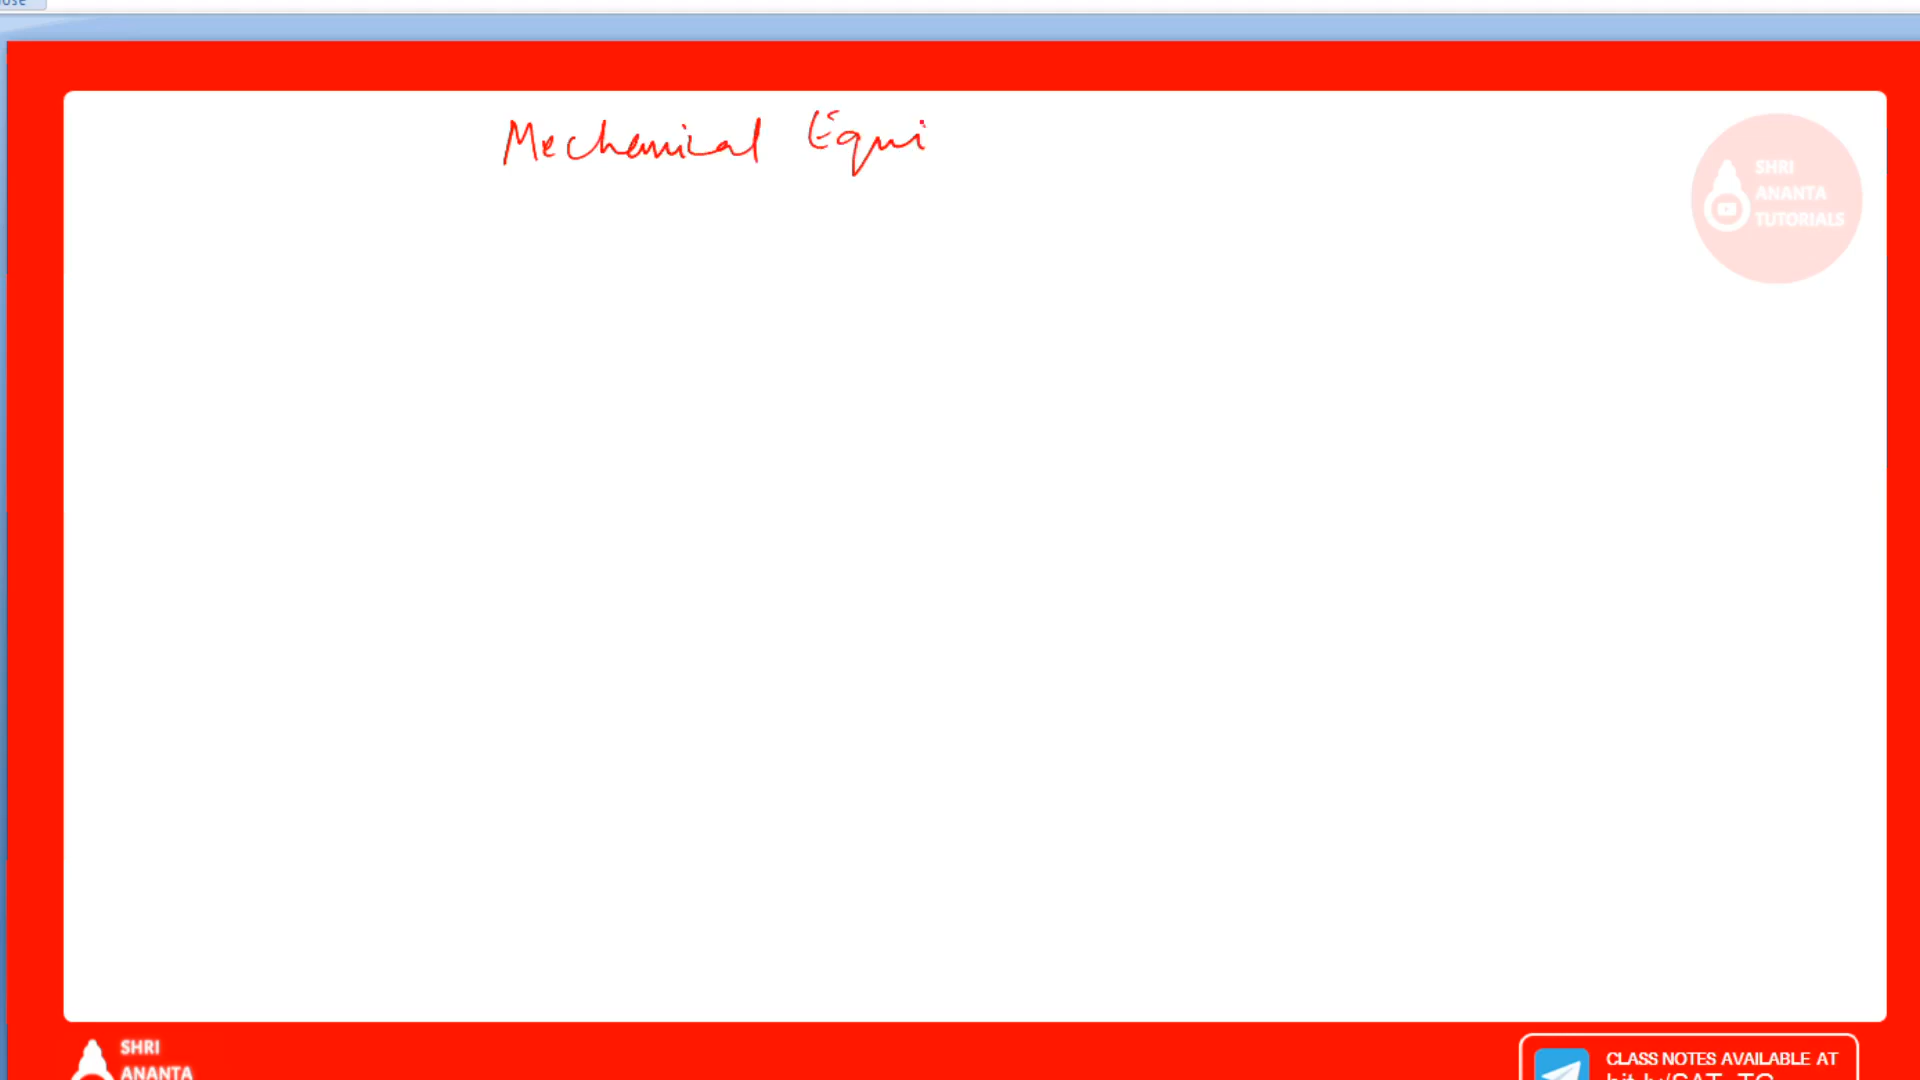 Mechanical Equi
SHRI
ANANTA
TUTORIALS
SHRI
ANANTA
CLASS NOTES AVAILABLE AT